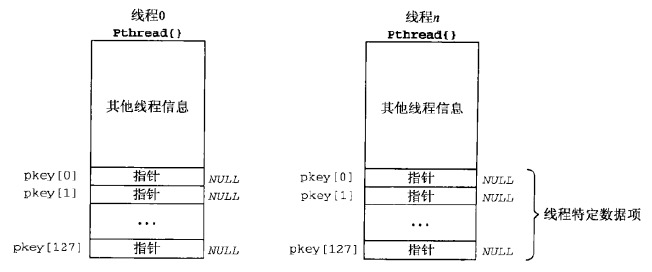 线程0
Pthread{}
其他线程信息
pkey[0] 指针 NULL
pkey[1] 指针 NULL
...
pkey[127] 指针 NULL
线程n
Pthread{}
其他线程信息
pkey[0] 指针 NULL
pkey[1] 指针 NULL
...
pkey[127] 指针 NULL
线程特定数据项